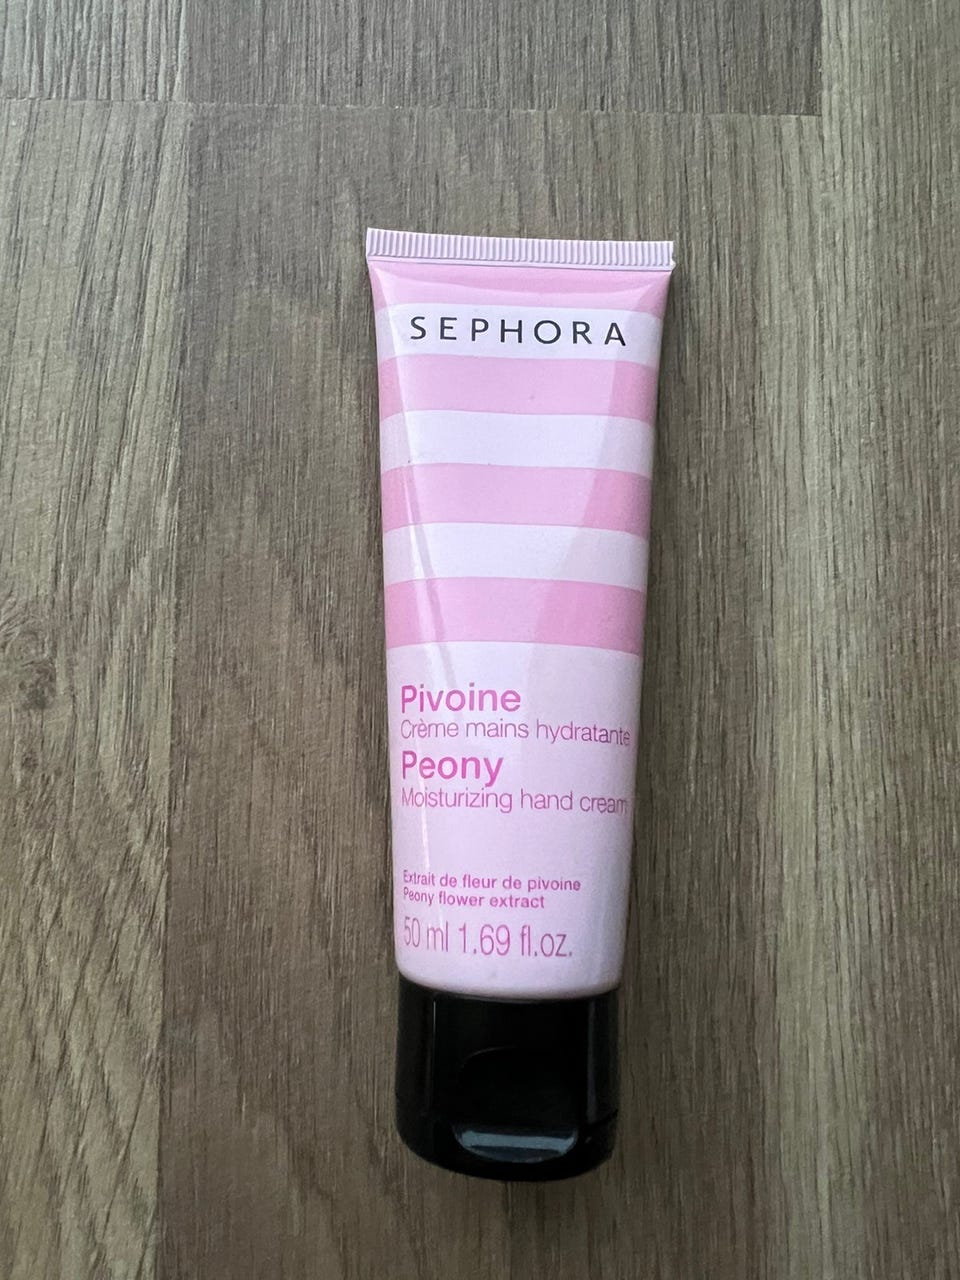 SEPHORA
Pivoine
Crème mains hydratante
Peony
Moisturizing hand cream
Extrait de fleur de pivoine
Peony flower extract
50 ml 1.69 fl.oz.